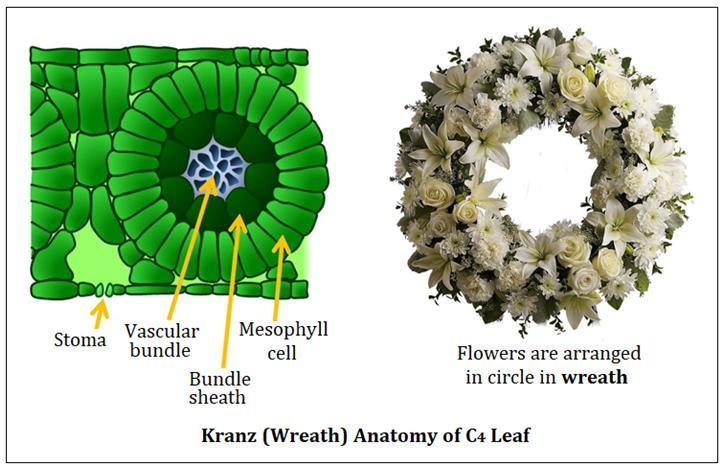 Stoma
Vascular
bundle
Bundle
sheath
Mesophyll
cell
Flowers are arranged
in circle in wreath
Kranz (Wreath) Anatomy of C4 Leaf